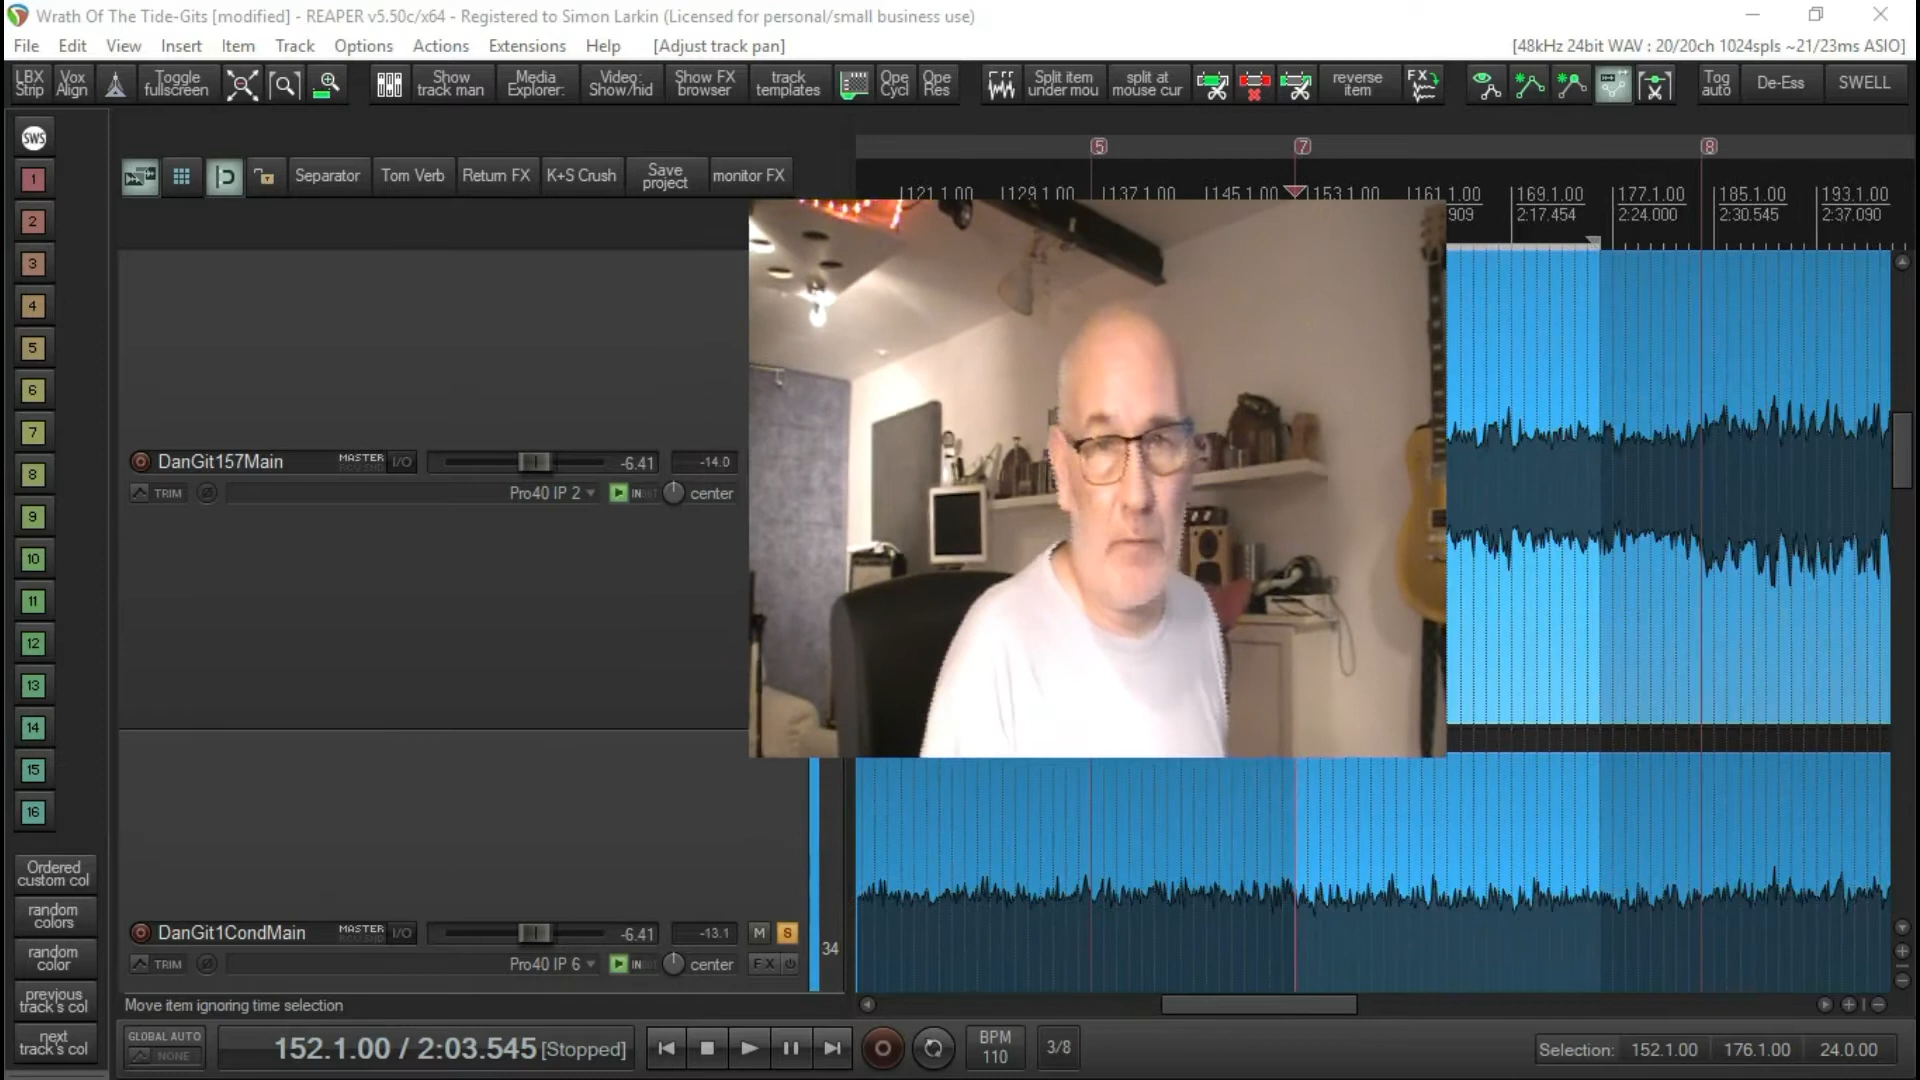 Wrath Of The Tide-Gits [modified] - REAPER v5.50c/x64 - Registered to Simon Larkin (Licensed for personal/small business use)
File Edit View Insert Item Track Options Actions Extensions Help [Adjust track pan] [48kHz 24bit WAV : 20/20ch 1024spls ~21/23ms ASIO]
LBX Strip
Vox Align
Toggle fullscreen
Show track man
Media Explorer:
Video: Show/hid
Show FX browser
track templates
Ope Cycl
Ope Res
Split item under mou
split at mouse cur
reverse item
FX
Tog auto
De-Ess
SWELL
SWS
Separator
Tom Verb
Return FX
K+S Crush
Save project
monitor FX
5 7 8
121.1.00 129.1.00 137.1.00 145.1.00 153.1.00 161.1.00 169.1.00 177.1.00 185.1.00 193.1.00
909 2:17.454 2:24.000 2:30.545 2:37.090
1
2
3
4
5
6
7
8
9
10
11
12
13
14
15
16
DanGit157Main MASTER I/O -6.41 -14.0
TRIM Pro40 IP 2 IN center
DanGit1CondMain MASTER I/O -6.41 -13.1 M S
34
TRIM Pro40 IP 6 IN center FX
Ordered custom col
random colors
random color
previous track's col
next track's col
Move item ignoring time selection
GLOBAL AUTO
NONE
152.1.00 / 2:03.545 [Stopped]
BPM
110
3/8
Selection: 152.1.00 176.1.00 24.0.00